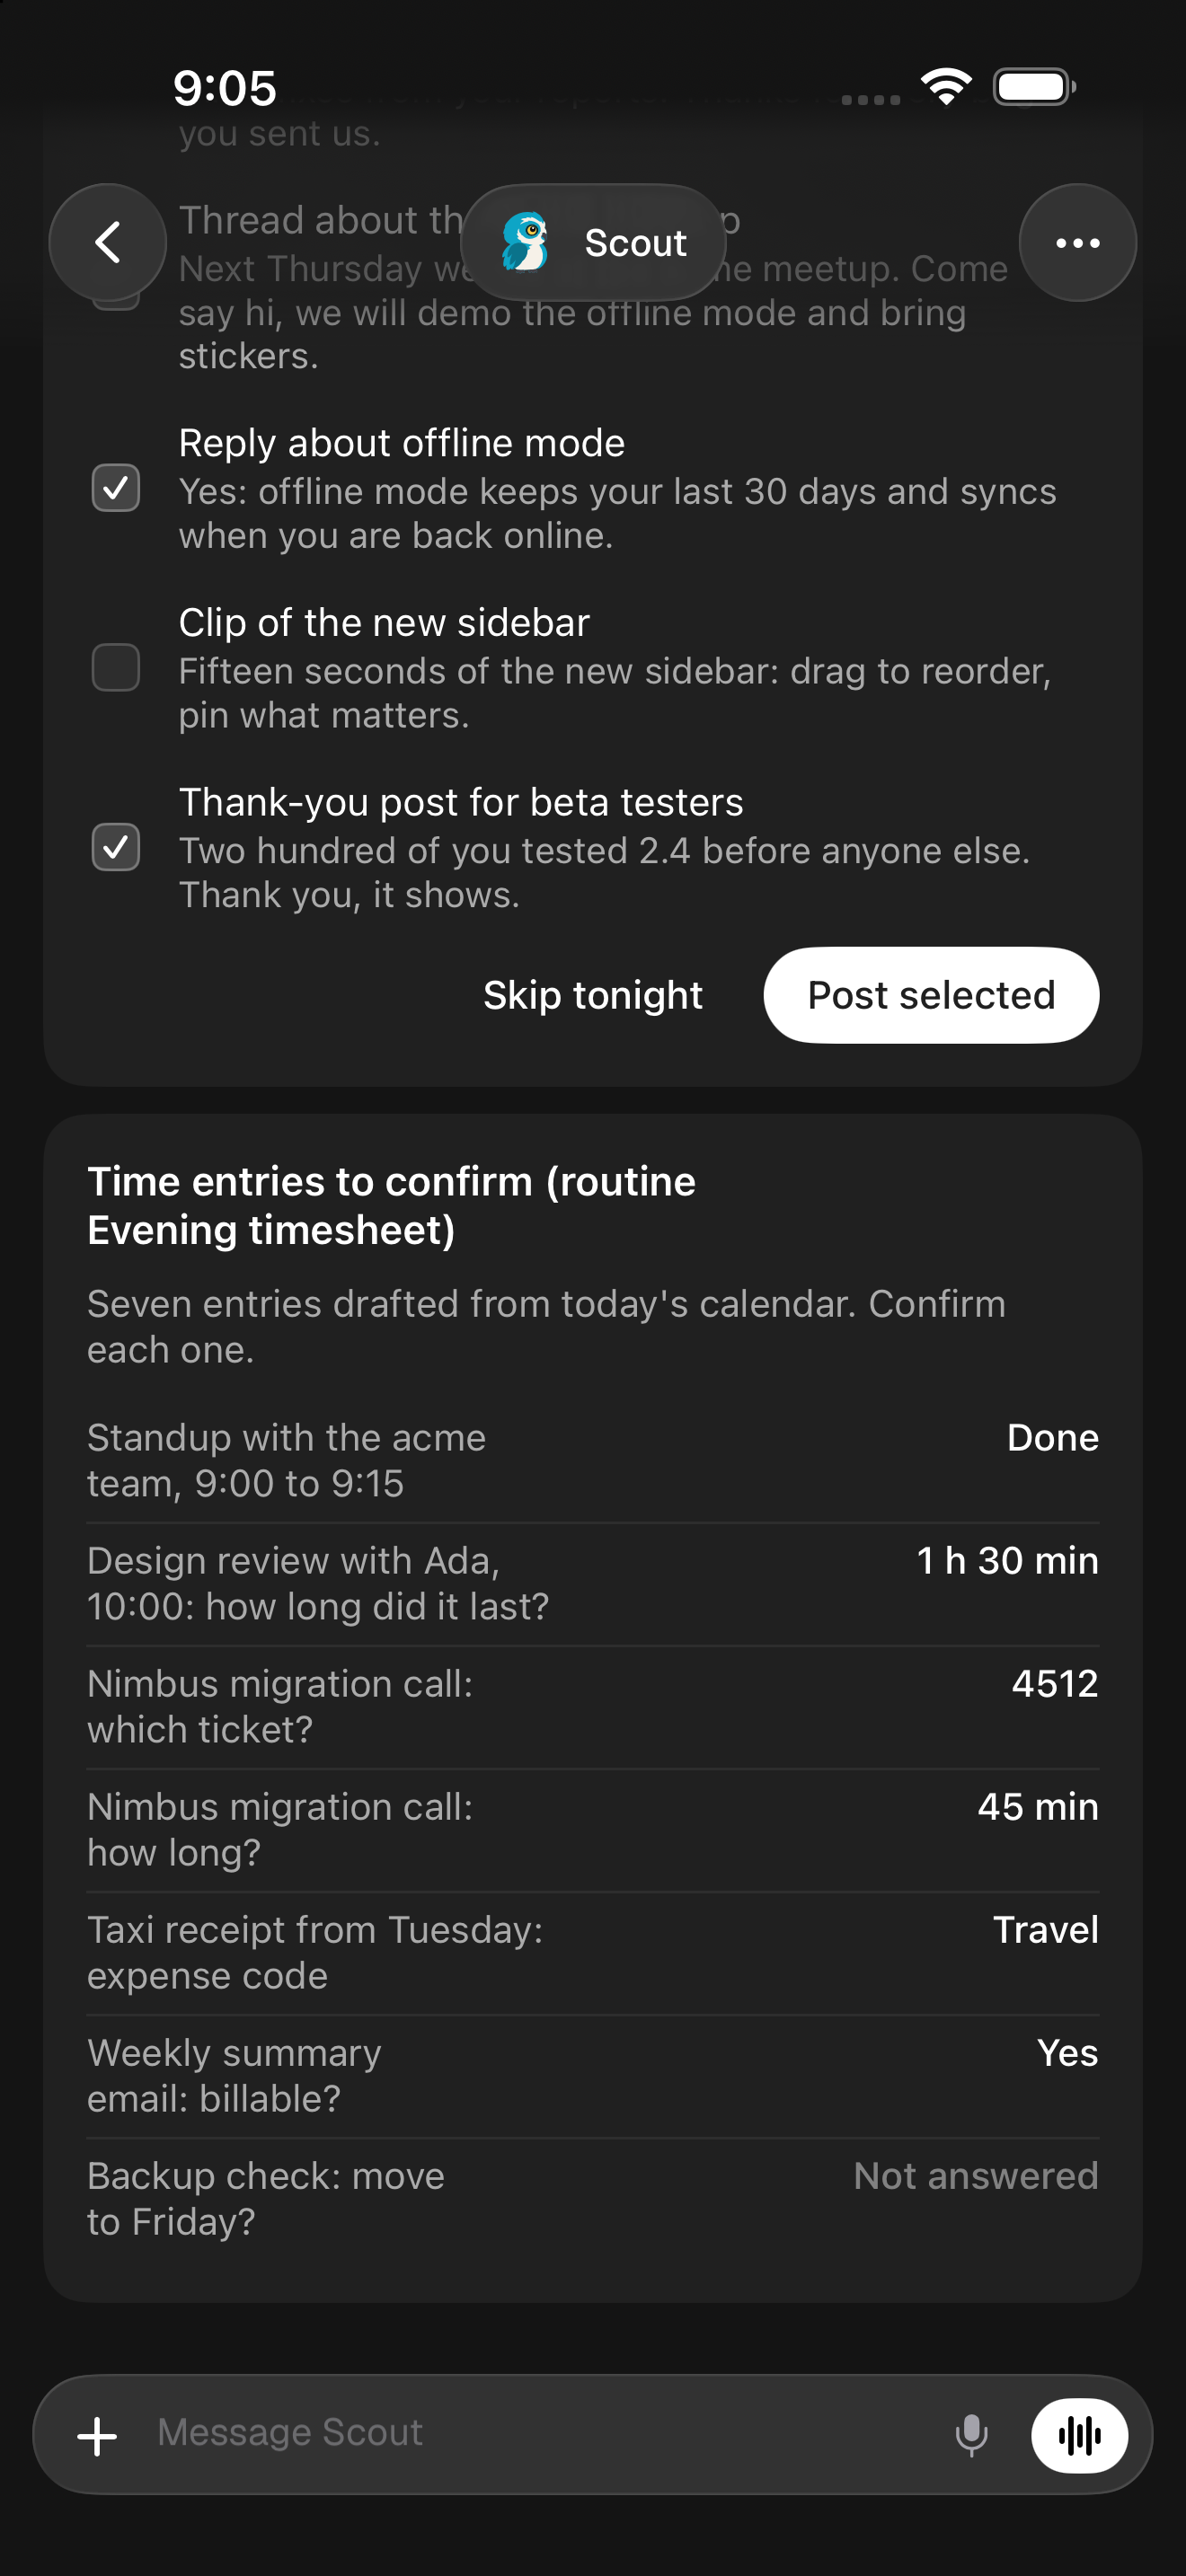 9:05
you sent us.
Scout
Thread about th
p
Next Thursday we
he meetup. Come
say hi, we will demo the offline mode and bring
stickers.
Reply about offline mode
Yes: offline mode keeps your last 30 days and syncs
when you are back online.
Clip of the new sidebar
Fifteen seconds of the new sidebar: drag to reorder,
pin what matters.
Thank-you post for beta testers
Two hundred of you tested 2.4 before anyone else.
Thank you, it shows.
Skip tonight
Post selected
Time entries to confirm (routine
Evening timesheet)
Seven entries drafted from today's calendar. Confirm
each one.
Standup with the acme
team, 9:00 to 9:15
Done
Design review with Ada,
10:00: how long did it last?
1 h 30 min
Nimbus migration call:
which ticket?
4512
Nimbus migration call:
how long?
45 min
Taxi receipt from Tuesday:
expense code
Travel
Weekly summary
email: billable?
Yes
Backup check: move
to Friday?
Not answered
Message Scout